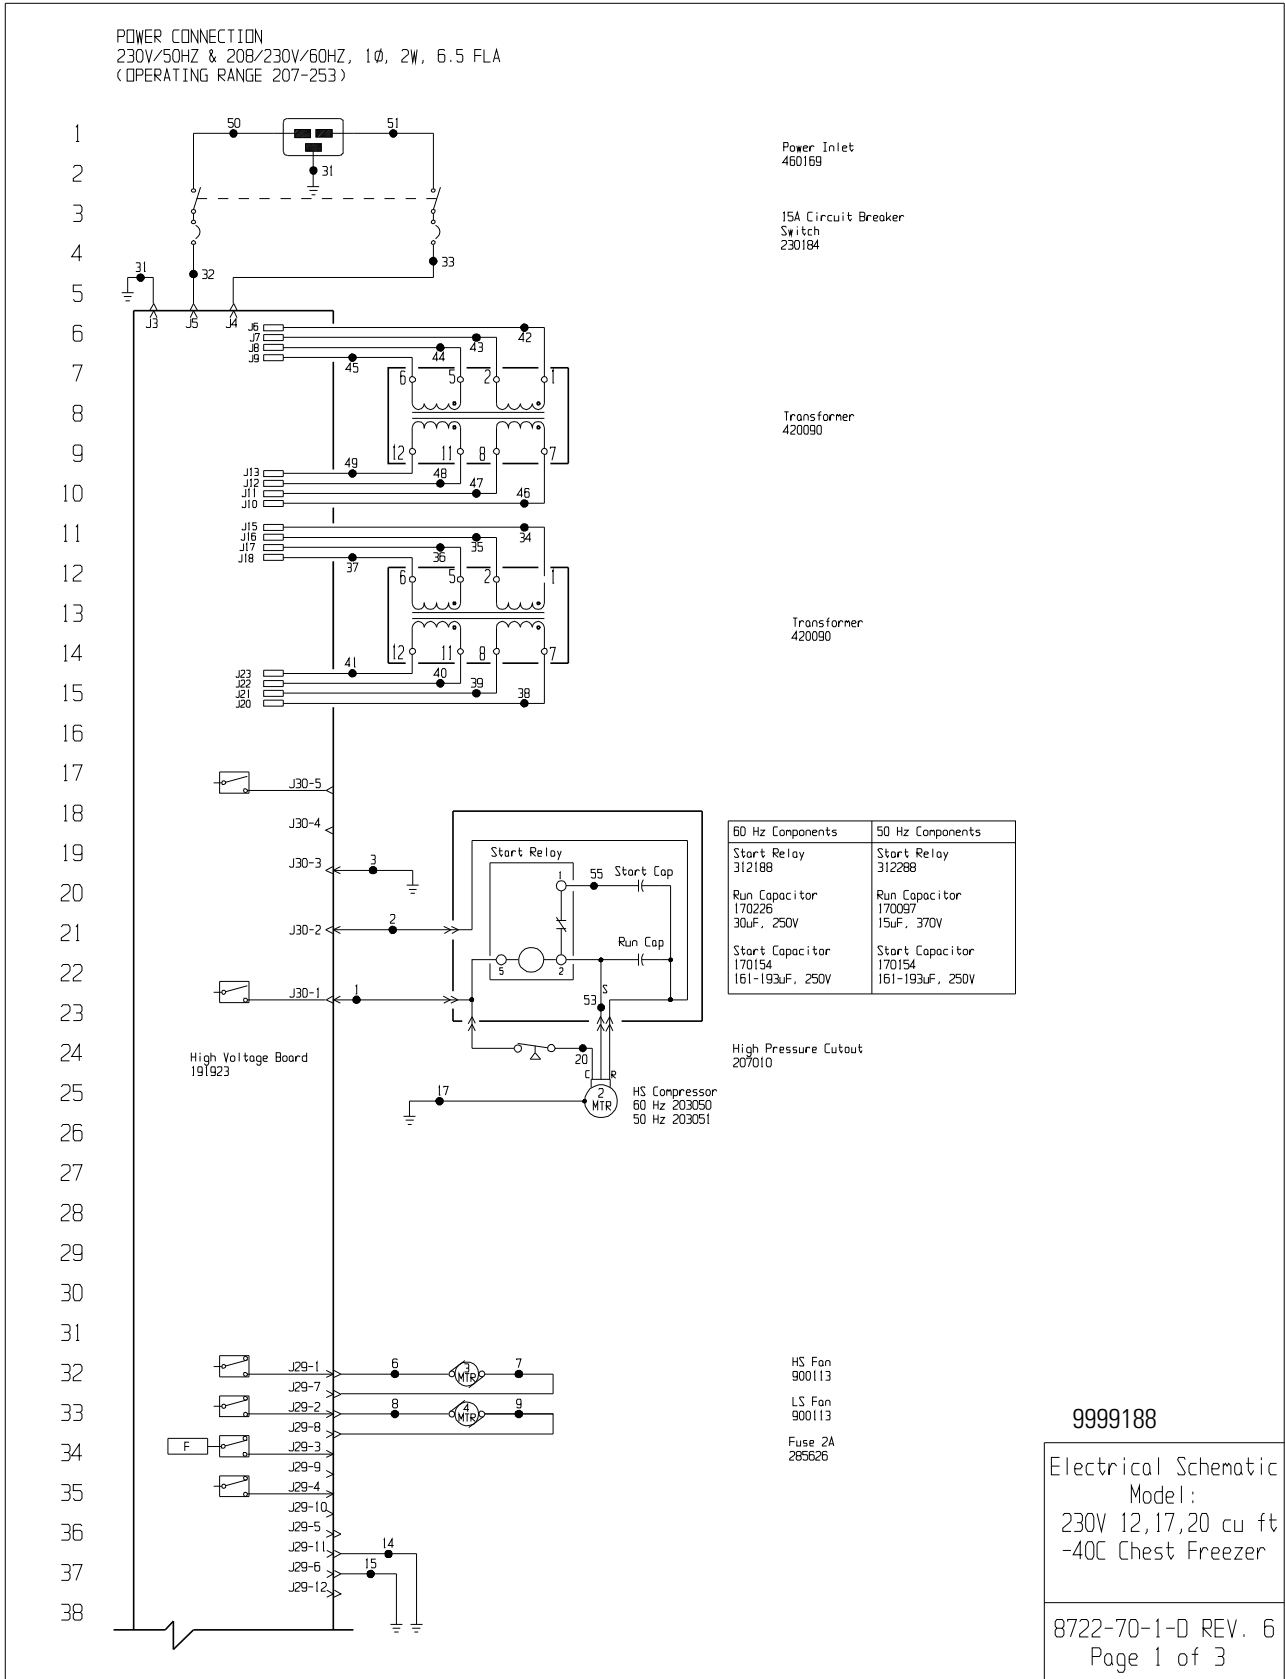 POWER CONNECTION
230V/50HZ & 208/230V/60HZ, 1Ø, 2W, 6.5 FLA
(OPERATING RANGE 207-253)
1
50
51
Power Inlet
460169
2
31
3
15A Circuit Breaker
Switch
230184
4
31
32
33
5
J3
J5
J4
6
J6
J7
J8
J9
42
43
44
45
7
6
5
2
1
8
Transformer
420090
9
12
11
8
7
J13
J12
J11
J10
49
48
47
46
10
11
J15
J16
J17
J18
34
35
36
37
12
6
5
2
1
13
Transformer
420090
14
12
11
8
7
J23
J22
J21
J20
41
40
39
38
15
16
17
J30-5
18
J30-4
19
J30-3
3
Start Relay
1
55
Start Cap
20
21
J30-2
2
Run Cap
22
5
2
J30-1
1
S
53
23
60 Hz Components
50 Hz Components
Start Relay
312188
Start Relay
312288
Run Capacitor
170226
30uF, 250V
Run Capacitor
170097
15uF, 370V
Start Capacitor
170154
161-193uF, 250V
Start Capacitor
170154
161-193uF, 250V
24
High Voltage Board
191923
20
C
R
High Pressure Cutout
207010
25
17
2
MTR
HS Compressor
60 Hz 203050
50 Hz 203051
26
27
28
29
30
31
32
J29-1
6
3
MTR
7
HS Fan
900113
J29-7
33
J29-2
8
4
MTR
9
LS Fan
900113
J29-8
34
F
J29-3
Fuse 2A
285626
J29-9
35
J29-4
J29-10
36
J29-5
J29-11
14
37
J29-6
15
J29-12
38
9999188
Electrical Schematic
Model:
230V 12,17,20 cu ft
-40C Chest Freezer
8722-70-1-D REV. 6
Page 1 of 3